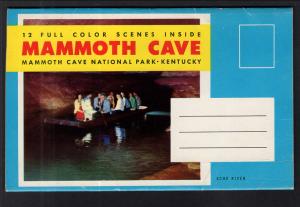 12 FULL COLOR SCENES INSIDE
MAMMOTH CAVE
MAMMOTH CAVE NATIONAL PARK · KENTUCKY
ECHO RIVER